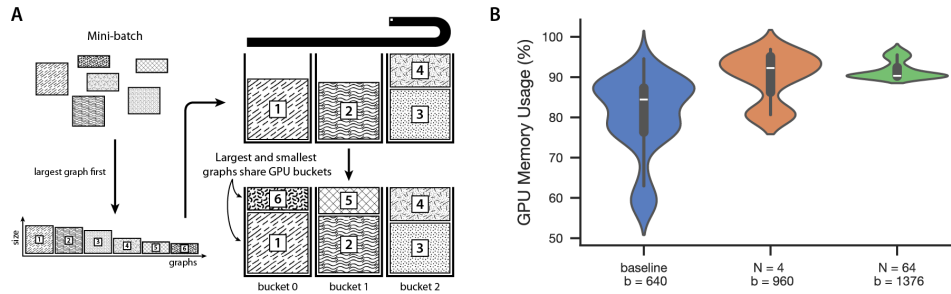 A
Mini-batch
largest graph first
size
1
2
3
4
5
6
graphs
1
2
4
3
Largest and smallest
graphs share GPU buckets
6
5
4
1
2
3
bucket 0
bucket 1
bucket 2
B
GPU Memory Usage (%)
100
90
80
70
60
50
baseline
b = 640
N = 4
b = 960
N = 64
b = 1376